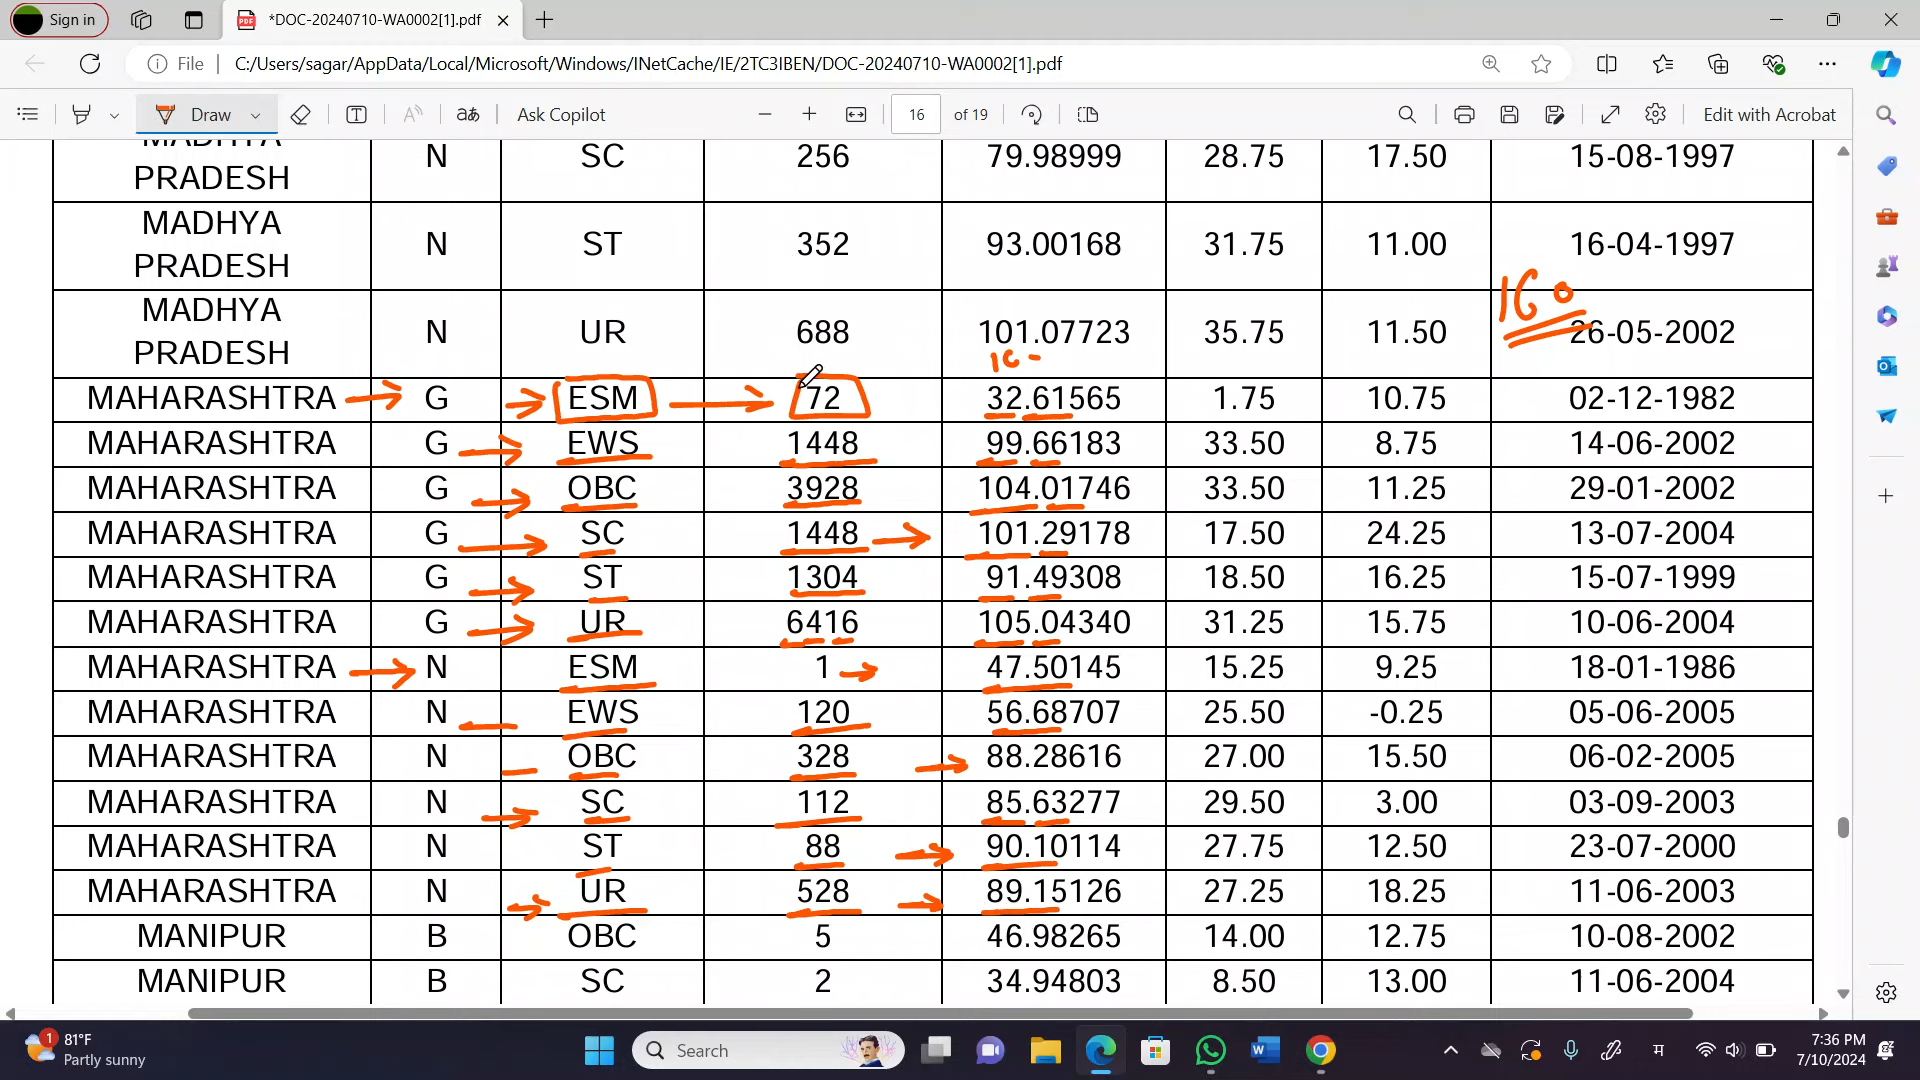 Sign in *DOC-20240710-WA0002[1].pdf
File C:/Users/sagar/AppData/Local/Microsoft/Windows/INetCache/IE/2TC3IBEN/DOC-20240710-WA0002[1].pdf
Draw Ask Copilot 16 of 19 Edit with Acrobat
MADHYA
PRADESH N SC 256 79.98999 28.75 17.50 15-08-1997
MADHYA
PRADESH N ST 352 93.00168 31.75 11.00 16-04-1997
160
MADHYA
PRADESH N UR 688 101.07723 35.75 11.50 26-05-2002
MAHARASHTRA G ESM 72 32.61565 1.75 10.75 02-12-1982
MAHARASHTRA G EWS 1448 99.66183 33.50 8.75 14-06-2002
MAHARASHTRA G OBC 3928 104.01746 33.50 11.25 29-01-2002
MAHARASHTRA G SC 1448 101.29178 17.50 24.25 13-07-2004
MAHARASHTRA G ST 1304 91.49308 18.50 16.25 15-07-1999
MAHARASHTRA G UR 6416 105.04340 31.25 15.75 10-06-2004
MAHARASHTRA N ESM 1 47.50145 15.25 9.25 18-01-1986
MAHARASHTRA N EWS 120 56.68707 25.50 -0.25 05-06-2005
MAHARASHTRA N OBC 328 88.28616 27.00 15.50 06-02-2005
MAHARASHTRA N SC 112 85.63277 29.50 3.00 03-09-2003
MAHARASHTRA N ST 88 90.10114 27.75 12.50 23-07-2000
MAHARASHTRA N UR 528 89.15126 27.25 18.25 11-06-2003
MANIPUR B OBC 5 46.98265 14.00 12.75 10-08-2002
MANIPUR B SC 2 34.94803 8.50 13.00 11-06-2004
1 81°F
Partly sunny
Search
म
7:36 PM
7/10/2024